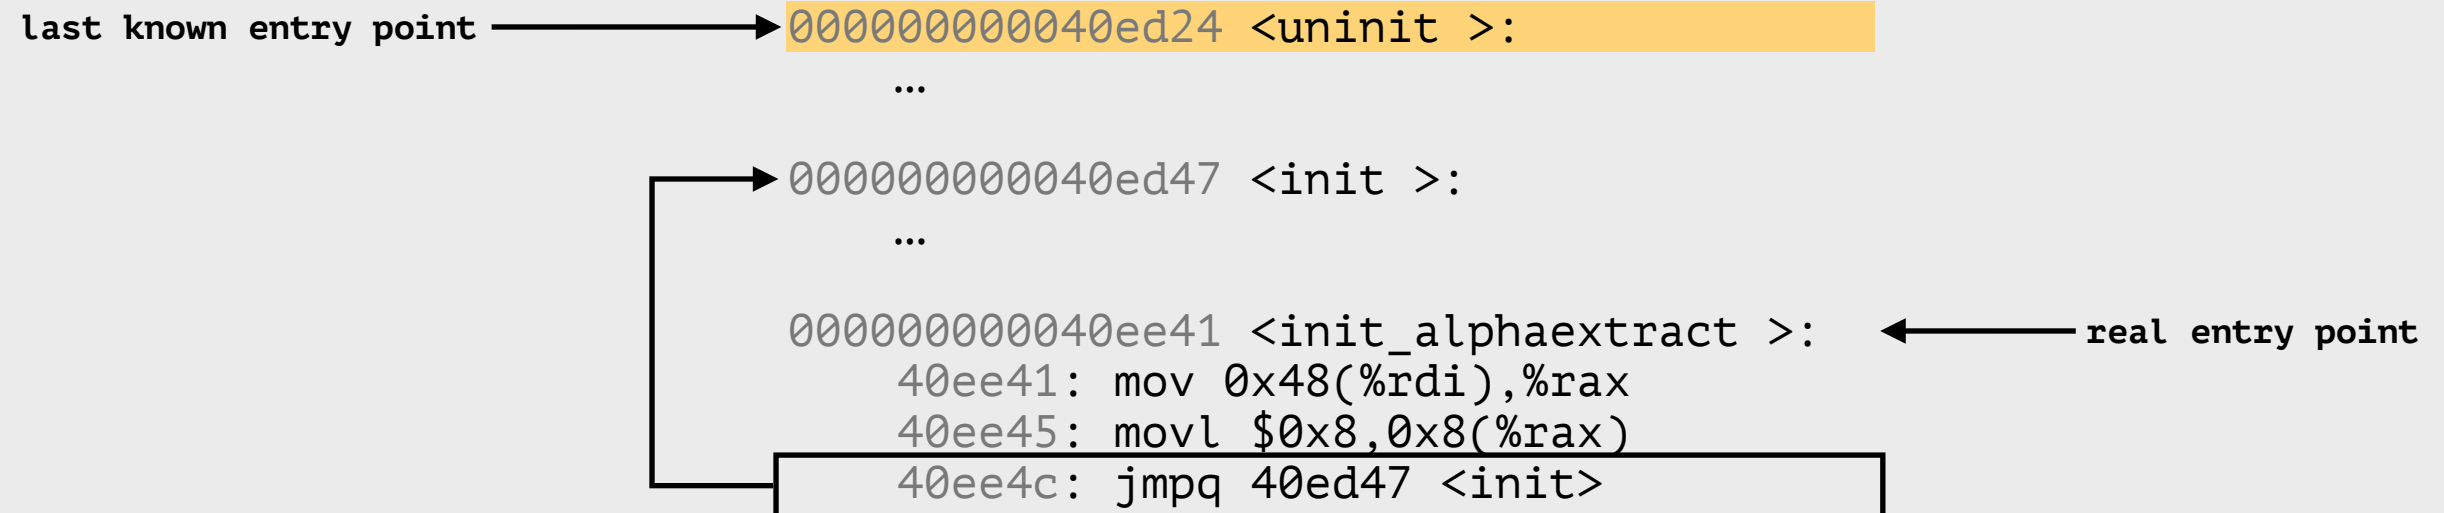 last known entry point 000000000040ed24 <uninit >:
…
000000000040ed47 <init >:
…
000000000040ee41 <init_alphaextract >: real entry point
40ee41: mov 0x48(%rdi),%rax
40ee45: movl $0x8,0x8(%rax)
40ee4c: jmpq 40ed47 <init>